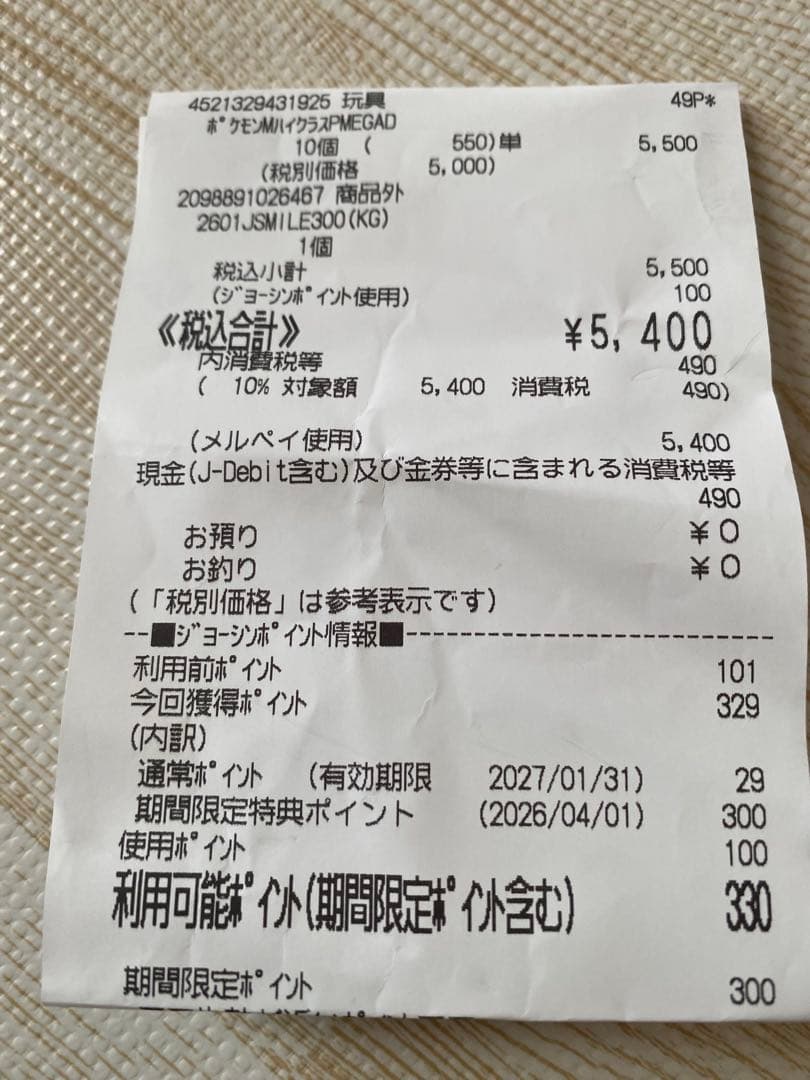 4521329431925 玩具 49P*
ﾎﾟｹﾓﾝMﾊｲｸﾗｽPMEGAD
10個 ( 550)単 5,500
(税別価格 5,000)
2098891026467 商品外
2601JSMILE300(KG)
1個
税込小計 5,500
(ｼﾞｮｰｼﾝﾎﾟｲﾝﾄ使用) 100
《税込合計》 ¥5,400
内消費税等 490
( 10% 対象額 5,400 消費税 490)
(メルペイ使用) 5,400
現金(J-Debit含む)及び金券等に含まれる消費税等
490
お預り ¥0
お釣り ¥0
(「税別価格」は参考表示です)
--■ｼﾞｮｰｼﾝﾎﾟｲﾝﾄ情報■---------------------------
利用前ﾎﾟｲﾝﾄ 101
今回獲得ﾎﾟｲﾝﾄ 329
(内訳)
通常ﾎﾟｲﾝﾄ (有効期限 2027/01/31) 29
期間限定特典ポイント (2026/04/01) 300
使用ﾎﾟｲﾝﾄ 100
利用可能ﾎﾟｲﾝﾄ(期間限定ﾎﾟｲﾝﾄ含む) 330
期間限定ﾎﾟｲﾝﾄ 300